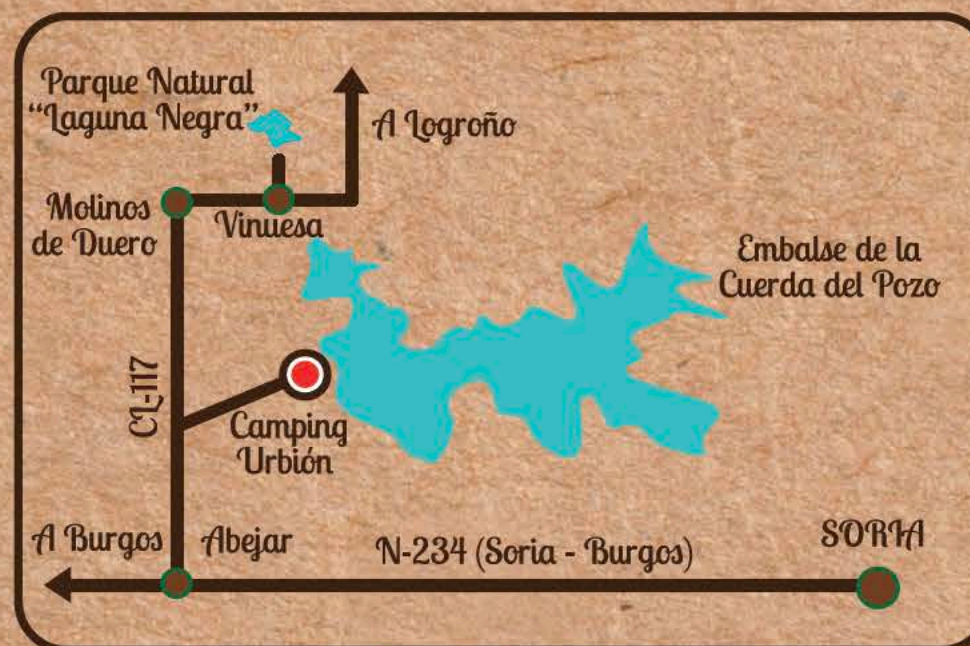 Parque Natural
“Laguna Negra”
A Logroño
Molinos
de Duero
Vinuesa
Embalse de la
Cuerda del Pozo
CL-117
Camping
Urbión
A Burgos
Abejar
N-234 (Soria - Burgos)
SORIA